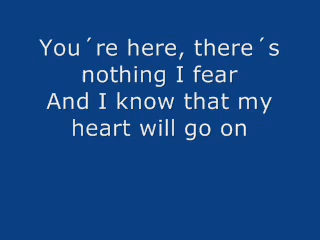 You´re here, there´s
nothing I fear
And I know that my
heart will go on